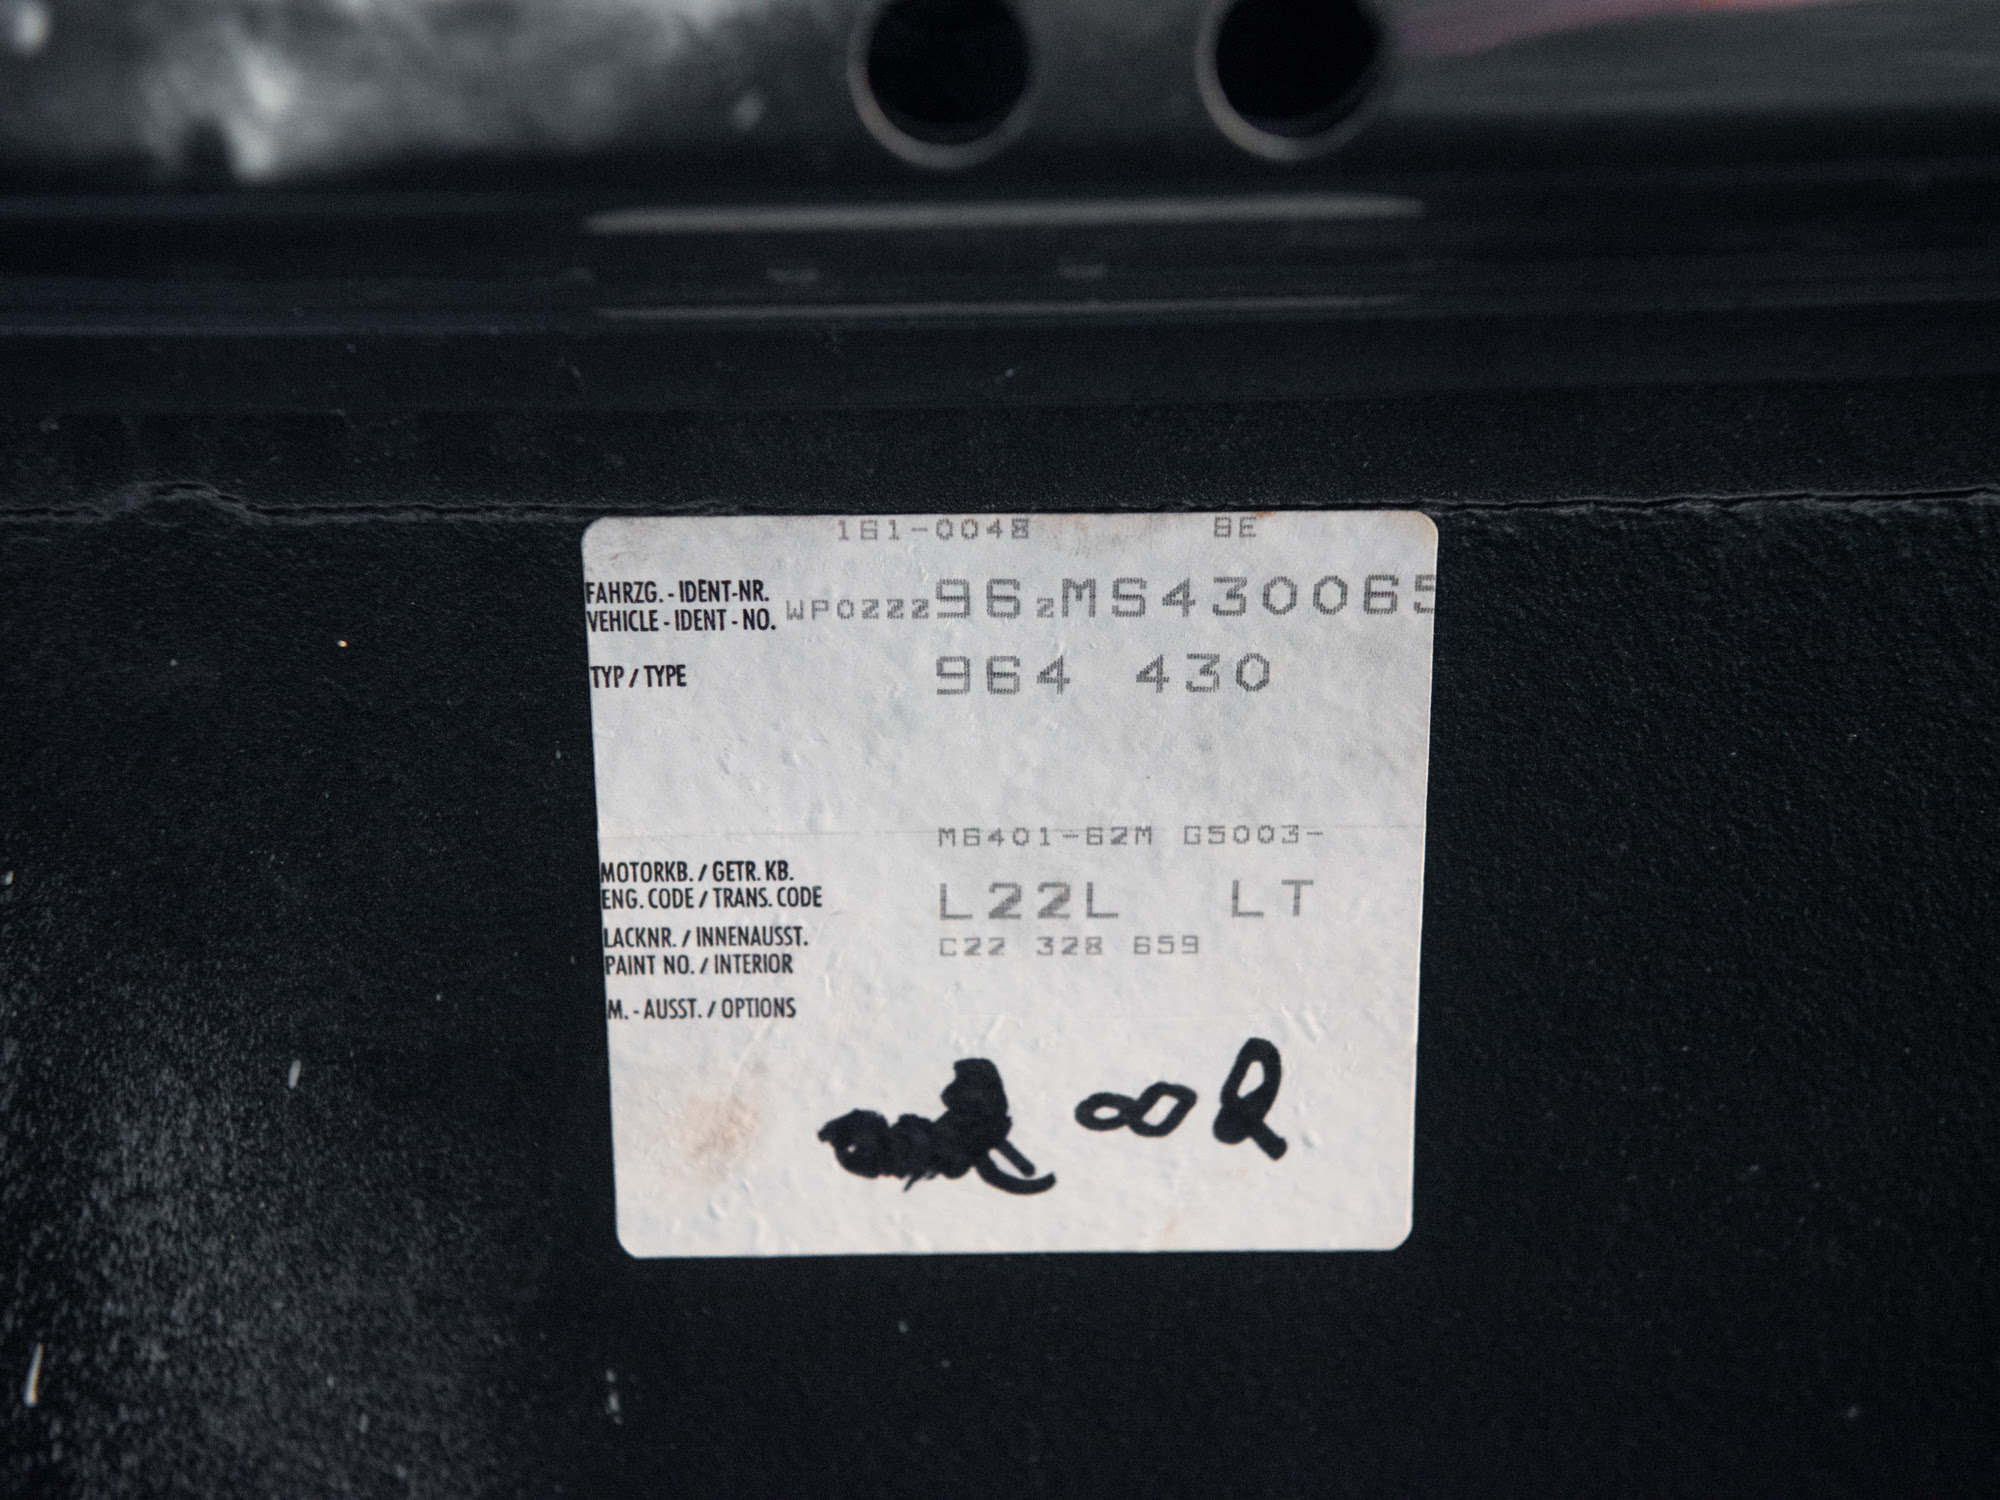 161-0048 BE
FAHRZG. - IDENT-NR.
VEHICLE - IDENT - NO. WP0ZZZ96ZMS430065
TYP / TYPE 964 430
M6401-62M G5003-
MOTORKB. / GETR. KB.
ENG. CODE / TRANS. CODE L22L LT
LACKNR. / INNENAUSST.
PAINT NO. / INTERIOR C22 328 659
M. - AUSST. / OPTIONS